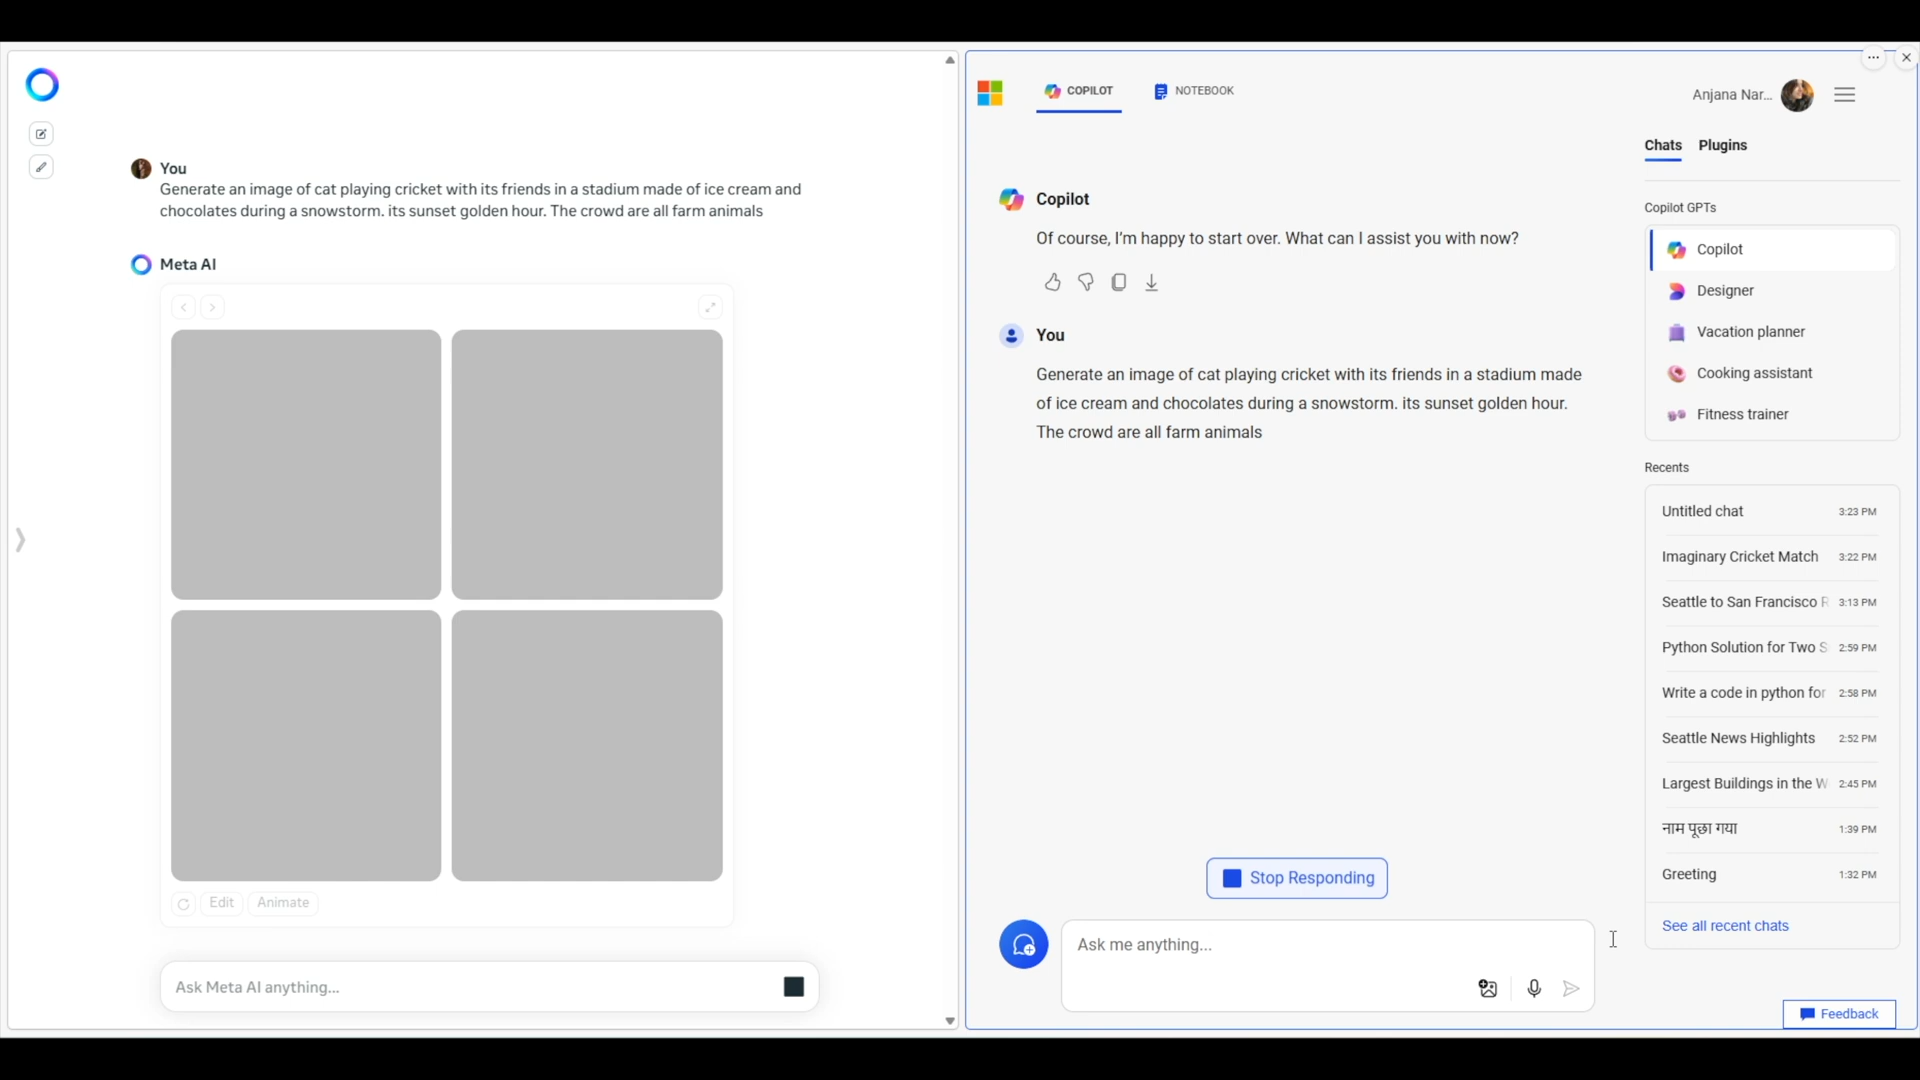 You
Generate an image of cat playing cricket with its friends in a stadium made of ice cream and
chocolates during a snowstorm. its sunset golden hour. The crowd are all farm animals
Meta AI
Edit
Animate
Ask Meta AI anything...
COPILOT
NOTEBOOK
Anjana Nar...
Copilot
Of course, I'm happy to start over. What can I assist you with now?
You
Generate an image of cat playing cricket with its friends in a stadium made
of ice cream and chocolates during a snowstorm. its sunset golden hour.
The crowd are all farm animals
Stop Responding
Ask me anything...
Chats
Plugins
Copilot GPTs
Copilot
Designer
Vacation planner
Cooking assistant
Fitness trainer
Recents
Untitled chat 3:23 PM
Imaginary Cricket Match 3:22 PM
Seattle to San Francisco 3:13 PM
Python Solution for Two S 2:59 PM
Write a code in python for 2:58 PM
Seattle News Highlights 2:52 PM
Largest Buildings in the W 2:45 PM
नाम पूछा गया 1:39 PM
Greeting 1:32 PM
See all recent chats
Feedback